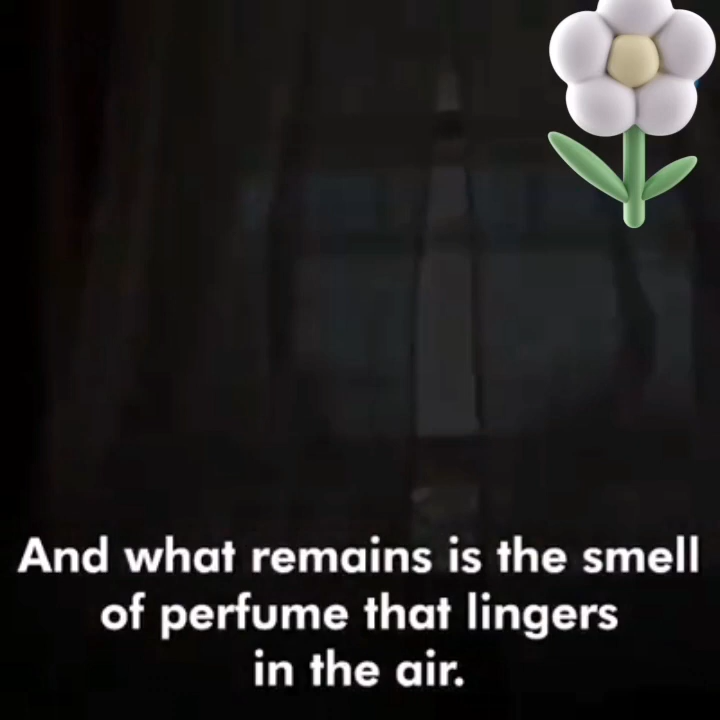 And what remains is the smell
of perfume that lingers
in the air.